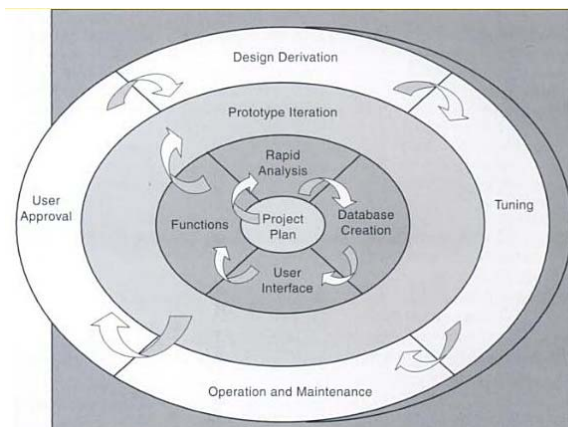 Design Derivation
Prototype Iteration
Rapid
Analysis
User
Approval
Functions
Project
Plan
Database
Creation
Tuning
User
Interface
Operation and Maintenance